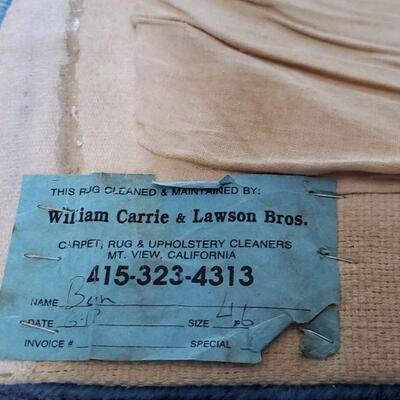 THIS RUG CLEANED & MAINTAINED BY:
William Carrie & Lawson Bros.
CARPET, RUG & UPHOLSTERY CLEANERS
MT. VIEW, CALIFORNIA
415-323-4313
NAME
DATE SIZE 4x6
INVOICE # SPECIAL